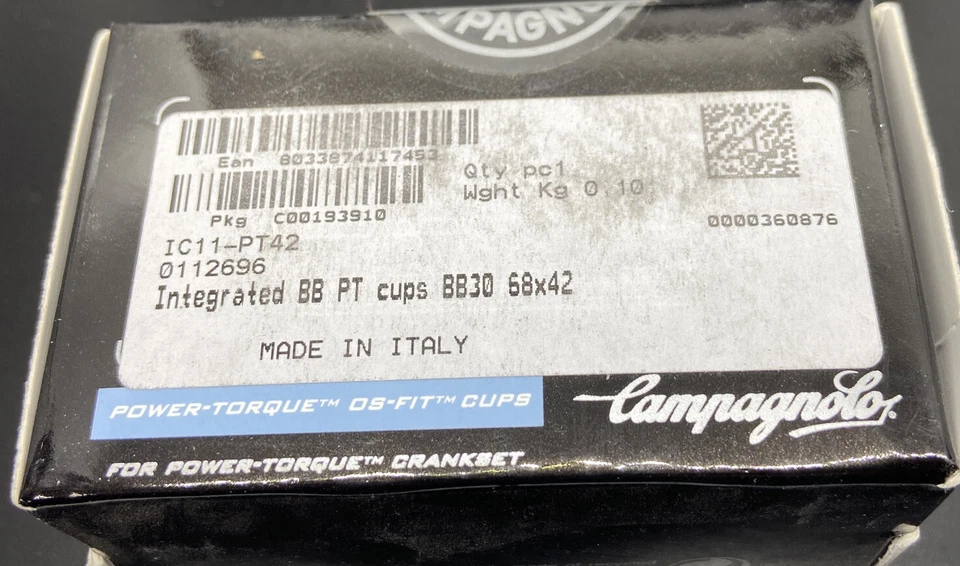 MPAGNO
Ean 8033874117453
Qty pc1
Wght Kg 0.10
Pkg C00193910
0000360876
IC11-PT42
0112696
Integrated BB PT cups BB30 68x42
MADE IN ITALY
POWER-TORQUE™ OS-FIT™ CUPS
Campagnolo
FOR POWER-TORQUE™ CRANKSET